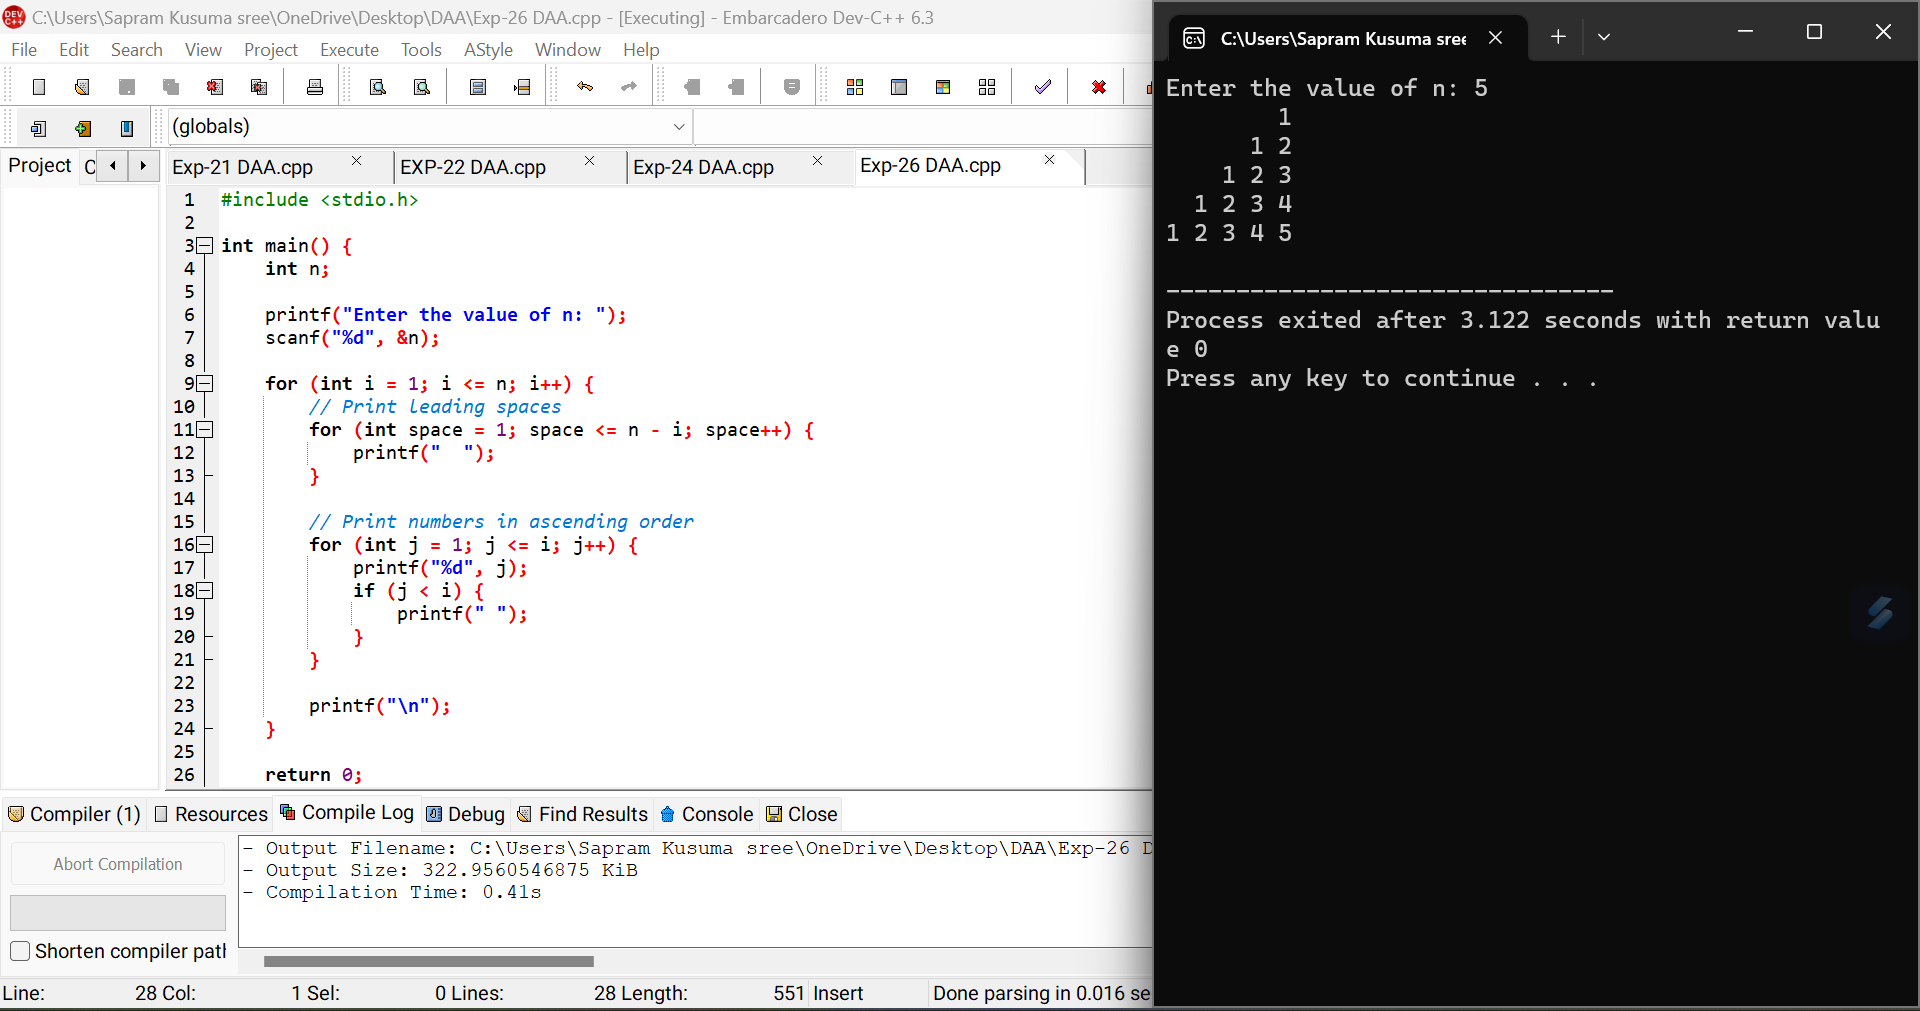 C:\Users\Sapram Kusuma sree\OneDrive\Desktop\DAA\Exp-26 DAA.cpp - [Executing] - Embarcadero Dev-C++ 6.3
File Edit Search View Project Execute Tools AStyle Window Help
(globals)
Project C Exp-21 DAA.cpp EXP-22 DAA.cpp Exp-24 DAA.cpp Exp-26 DAA.cpp
1 #include <stdio.h>
2
3 int main() {
4     int n;
5
6     printf("Enter the value of n: ");
7     scanf("%d", &n);
8
9     for (int i = 1; i <= n; i++) {
10         // Print leading spaces
11         for (int space = 1; space <= n - i; space++) {
12             printf("  ");
13         }
14
15         // Print numbers in ascending order
16         for (int j = 1; j <= i; j++) {
17             printf("%d", j);
18             if (j < i) {
19                 printf(" ");
20             }
21         }
22
23         printf("\n");
24     }
25
26     return 0;
Compiler (1) Resources Compile Log Debug Find Results Console Close
Abort Compilation
Shorten compiler path
- Output Filename: C:\Users\Sapram Kusuma sree\OneDrive\Desktop\DAA\Exp-26 D
- Output Size: 322.9560546875 KiB
- Compilation Time: 0.41s
Line: 28 Col: 1 Sel: 0 Lines: 28 Length: 551 Insert Done parsing in 0.016 se
C:\Users\Sapram Kusuma sree
Enter the value of n: 5
        1
      1 2
    1 2 3
  1 2 3 4
1 2 3 4 5
--------------------------------
Process exited after 3.122 seconds with return valu
e 0
Press any key to continue . . .